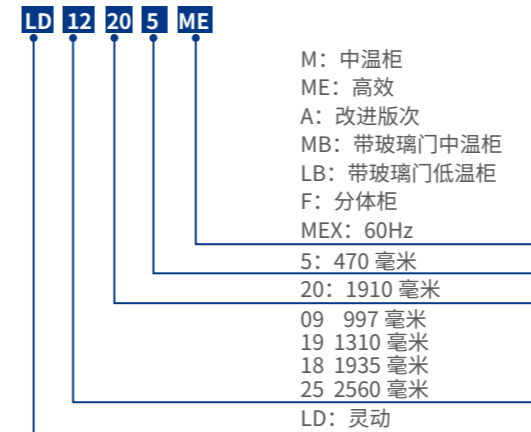 LD 12 20 5 ME
M：中温柜
ME：高效
A：改进版次
MB：带玻璃门中温柜
LB：带玻璃门低温柜
F：分体柜
MEX：60Hz
5：470 毫米
20：1910 毫米
09 997 毫米
19 1310 毫米
18 1935 毫米
25 2560 毫米
LD：灵动